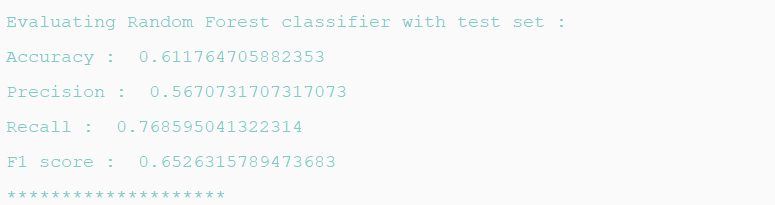 Evaluating Random Forest classifier with test set :
Accuracy :  0.611764705882353
Precision :  0.5670731707317073
Recall :  0.768595041322314
F1 score :  0.6526315789473683
********************